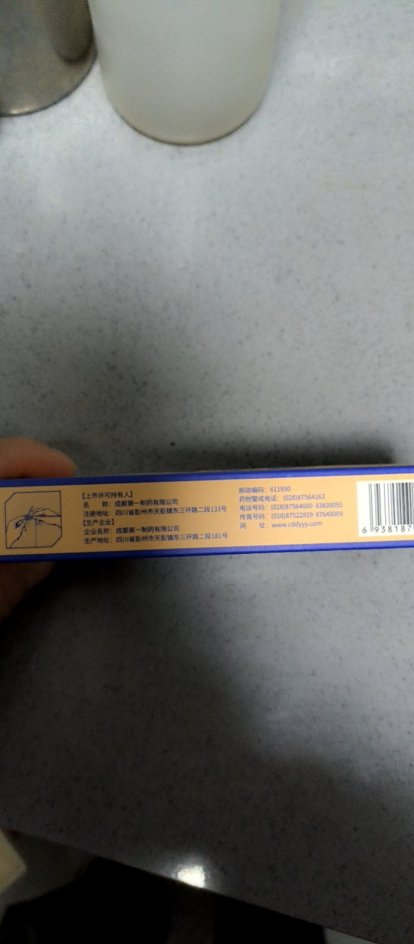 【上市许可持有人】
名 称：成都第一制药有限公司
注册地址：四川省彭州市天彭镇东三环路二段133号
【生产企业】
企业名称：成都第一制药有限公司
生产地址：四川省彭州市天彭镇东三环路二段181号
邮政编码：611930
药物警戒电话：(028)87564163
电话号码：(028)87564660 83830055
传真号码：(028)87522929 87649009
网 址：www.cddyyy.com
6 938187